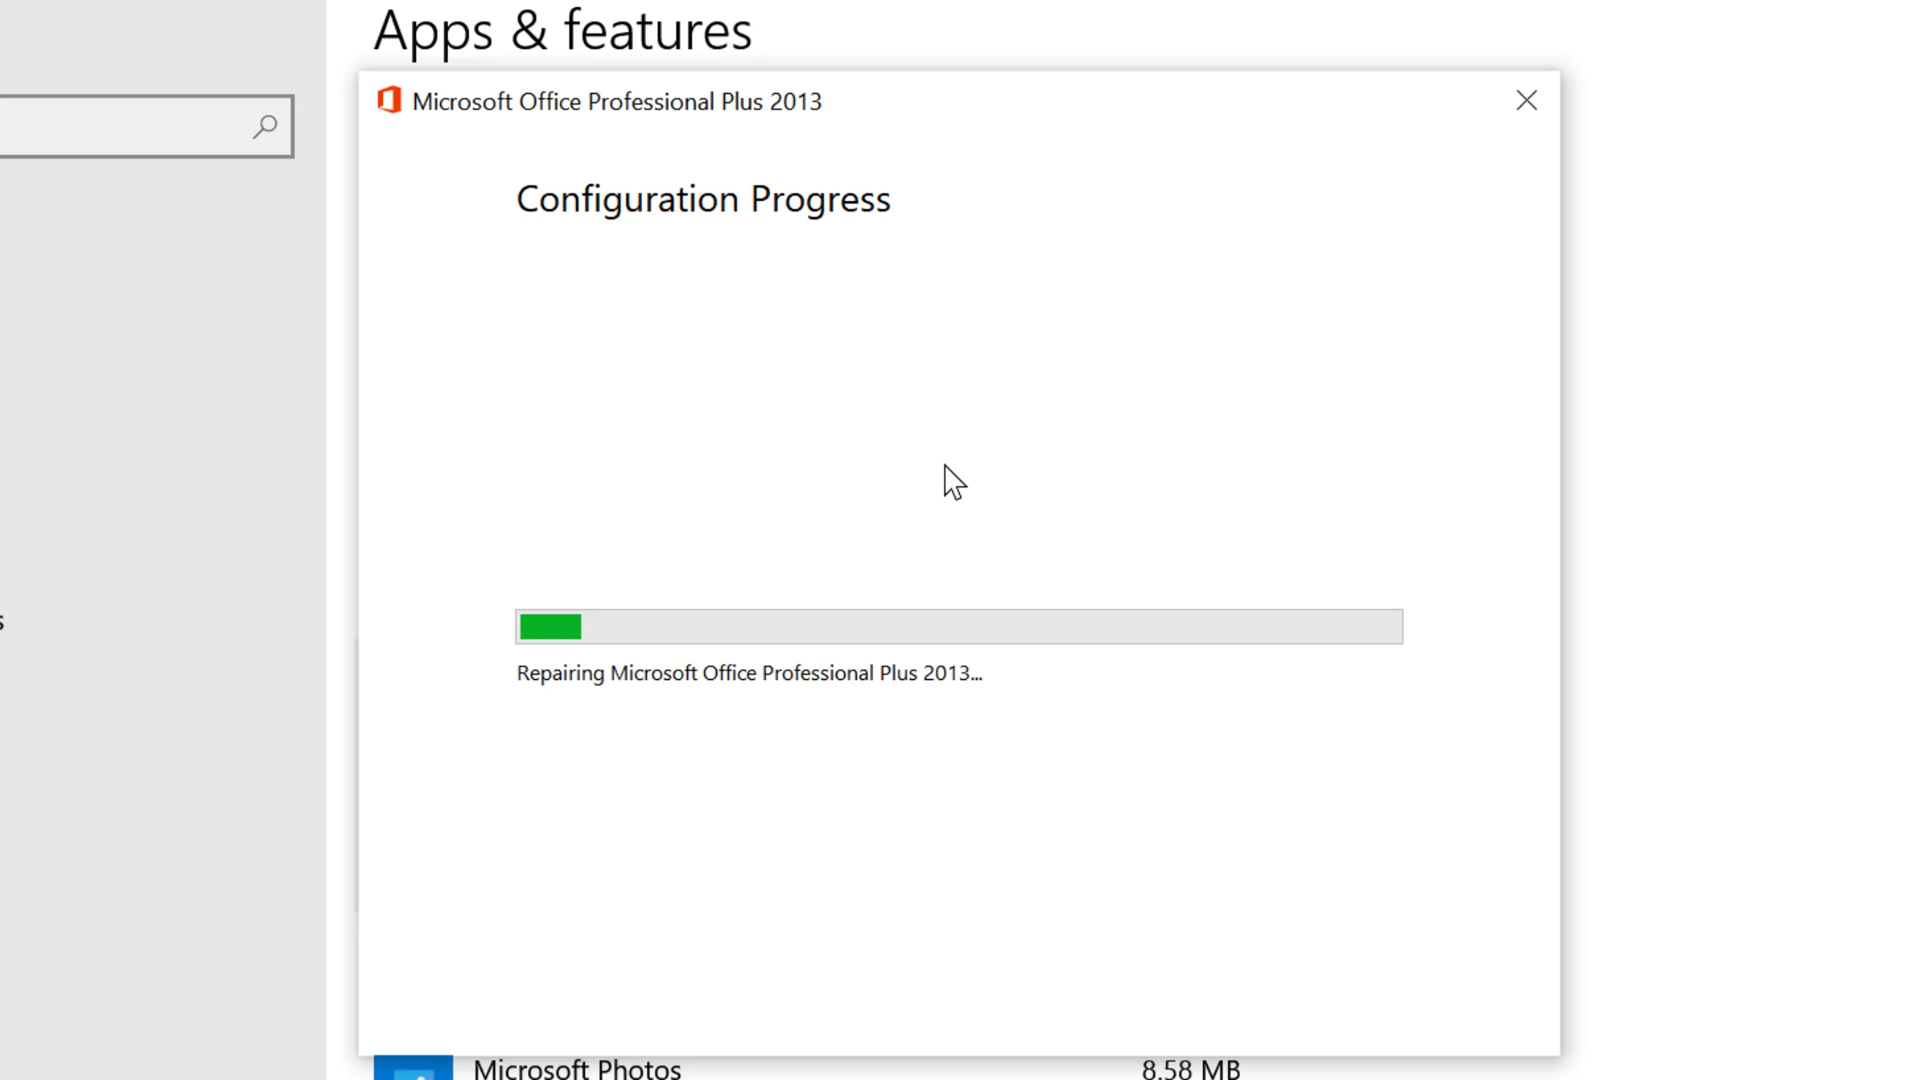 Apps & features
Microsoft Office Professional Plus 2013
Configuration Progress
s
Repairing Microsoft Office Professional Plus 2013...
Microsoft Photos
8.58 MB